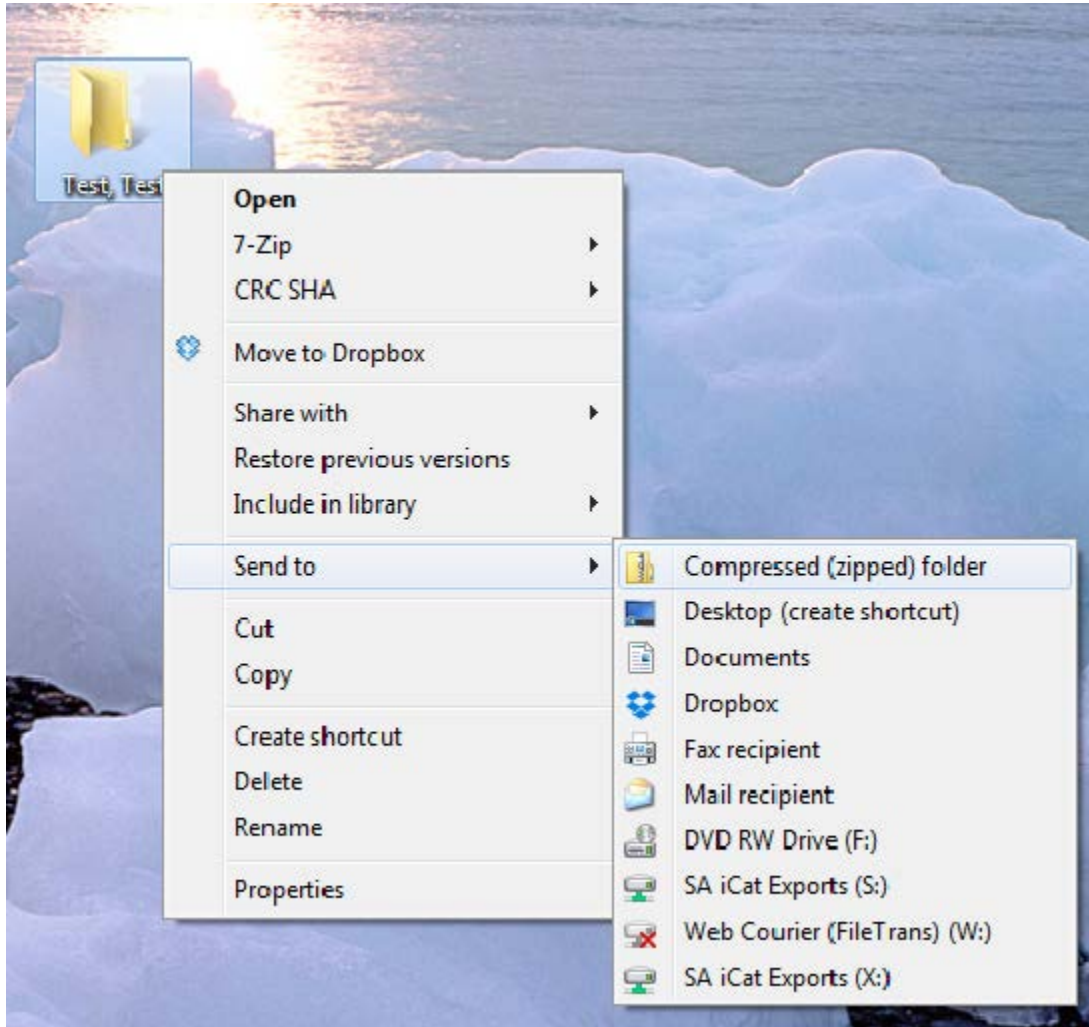 Test, Test
Open
7-Zip
CRC SHA
Move to Dropbox
Share with
Restore previous versions
Include in library
Send to
Cut
Copy
Create shortcut
Delete
Rename
Properties
Compressed (zipped) folder
Desktop (create shortcut)
Documents
Dropbox
Fax recipient
Mail recipient
DVD RW Drive (F:)
SA iCat Exports (S:)
Web Courier (FileTrans) (W:)
SA iCat Exports (X:)